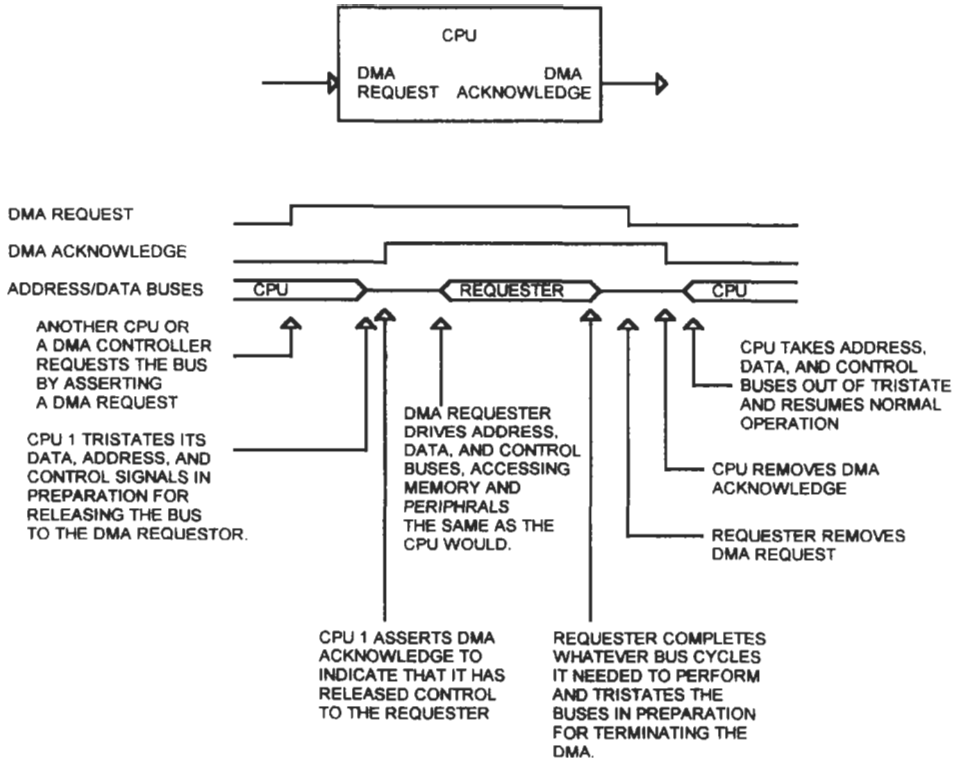 CPU
DMA
REQUEST
DMA
ACKNOWLEDGE
DMA REQUEST
DMA ACKNOWLEDGE
ADDRESS/DATA BUSES
CPU
REQUESTER
CPU
ANOTHER CPU OR
A DMA CONTROLLER
REQUESTS THE BUS
BY ASSERTING
A DMA REQUEST
CPU 1 TRISTATES ITS
DATA, ADDRESS, AND
CONTROL SIGNALS IN
PREPARATION FOR
RELEASING THE BUS
TO THE DMA REQUESTOR.
DMA REQUESTER
DRIVES ADDRESS,
DATA, AND CONTROL
BUSES, ACCESSING
MEMORY AND
PERIPHRALS
THE SAME AS THE
CPU WOULD.
CPU TAKES ADDRESS,
DATA, AND CONTROL
BUSES OUT OF TRISTATE
AND RESUMES NORMAL
OPERATION
CPU REMOVES DMA
ACKNOWLEDGE
REQUESTER REMOVES
DMA REQUEST
CPU 1 ASSERTS DMA
ACKNOWLEDGE TO
INDICATE THAT IT HAS
RELEASED CONTROL
TO THE REQUESTER
REQUESTER COMPLETES
WHATEVER BUS CYCLES
IT NEEDED TO PERFORM
AND TRISTATES THE
BUSES IN PREPARATION
FOR TERMINATING THE
DMA.